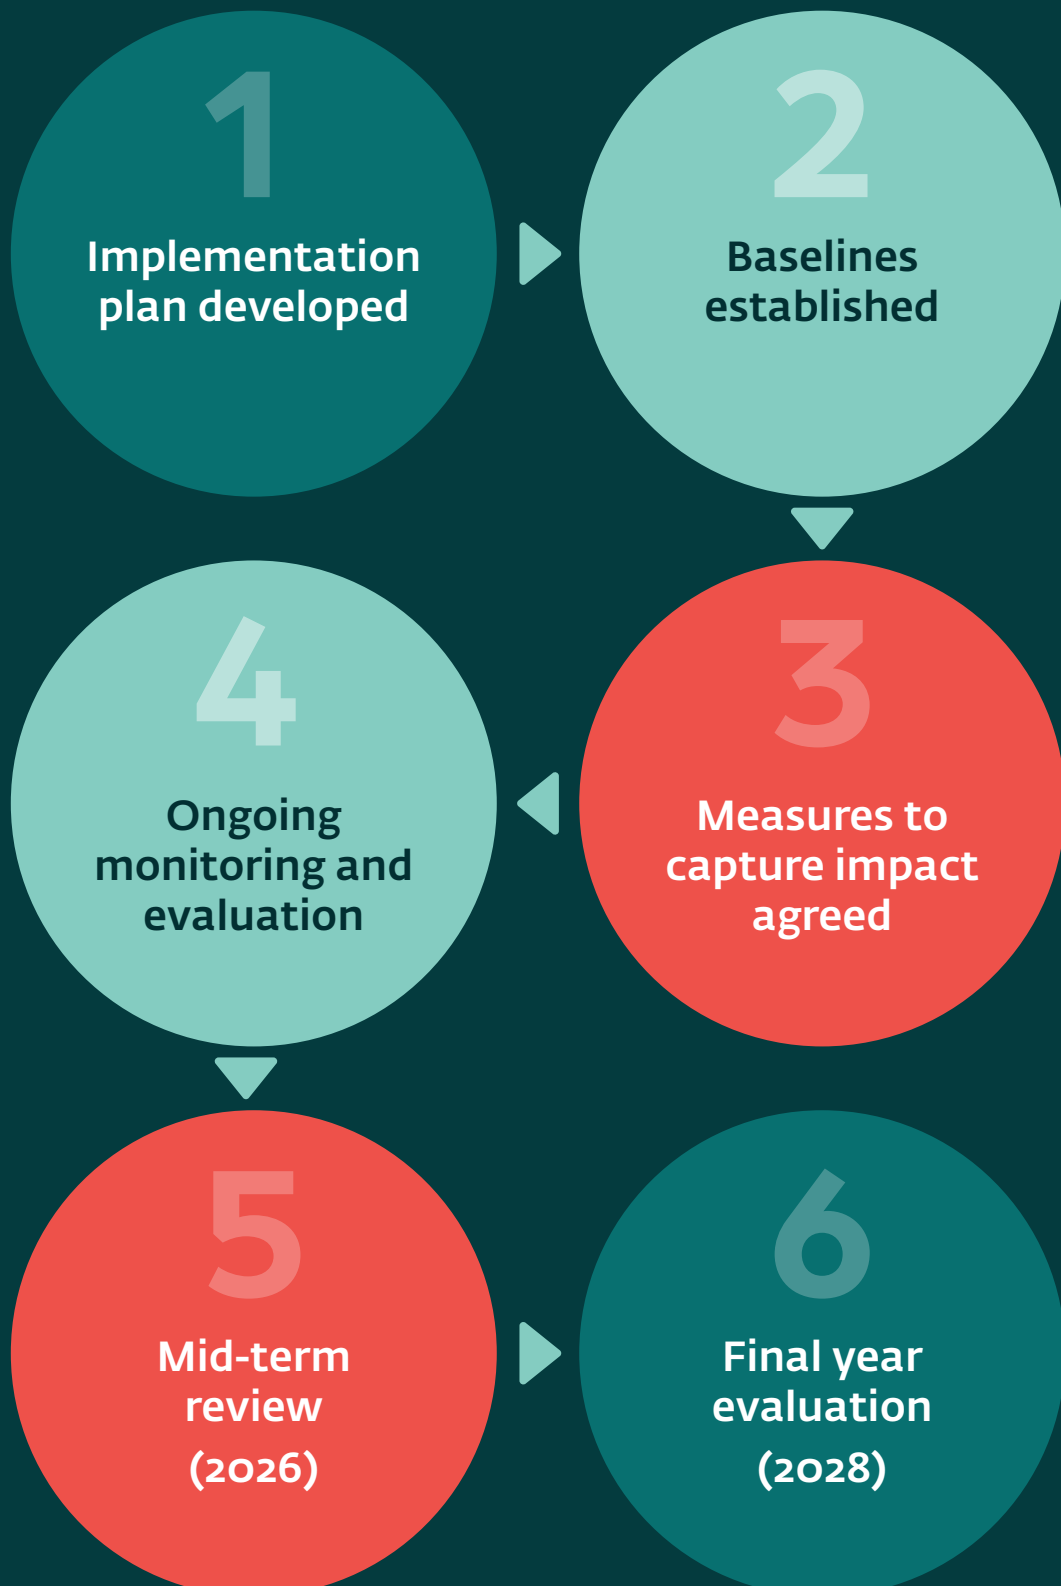 1
Implementation
plan developed
2
Baselines
established
3
Measures to
capture impact
agreed
4
Ongoing
monitoring and
evaluation
5
Mid-term
review
(2026)
6
Final year
evaluation
(2028)